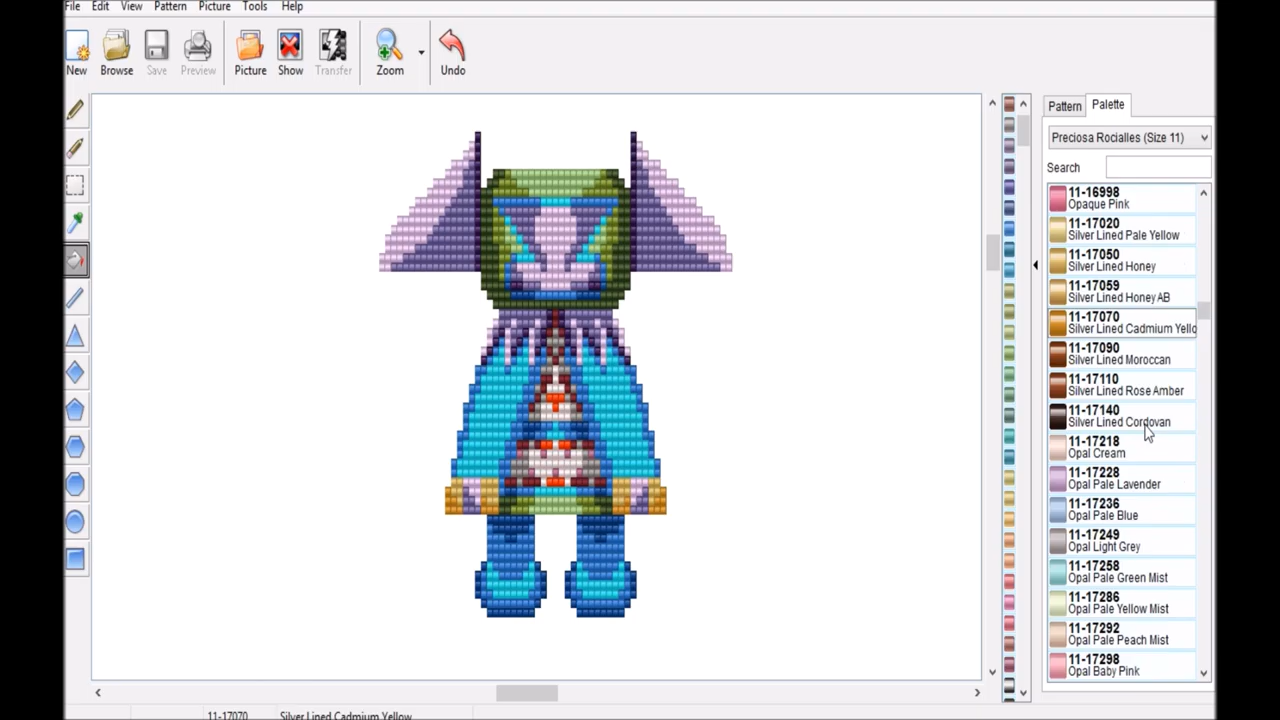 File Edit View Pattern Picture Tools Help
New Browse Save Preview Picture Show Transfer Zoom Undo
Pattern Palette
Preciosa Rocialles (Size 11)
Search
11-16998
Opaque Pink
11-17020
Silver Lined Pale Yellow
11-17050
Silver Lined Honey
11-17059
Silver Lined Honey AB
11-17070
Silver Lined Cadmium Yello
11-17090
Silver Lined Moroccan
11-17110
Silver Lined Rose Amber
11-17140
Silver Lined Cordovan
11-17218
Opal Cream
11-17228
Opal Pale Lavender
11-17236
Opal Pale Blue
11-17249
Opal Light Grey
11-17258
Opal Pale Green Mist
11-17286
Opal Pale Yellow Mist
11-17292
Opal Pale Peach Mist
11-17298
Opal Baby Pink
11-17070 Silver Lined Cadmium Yellow